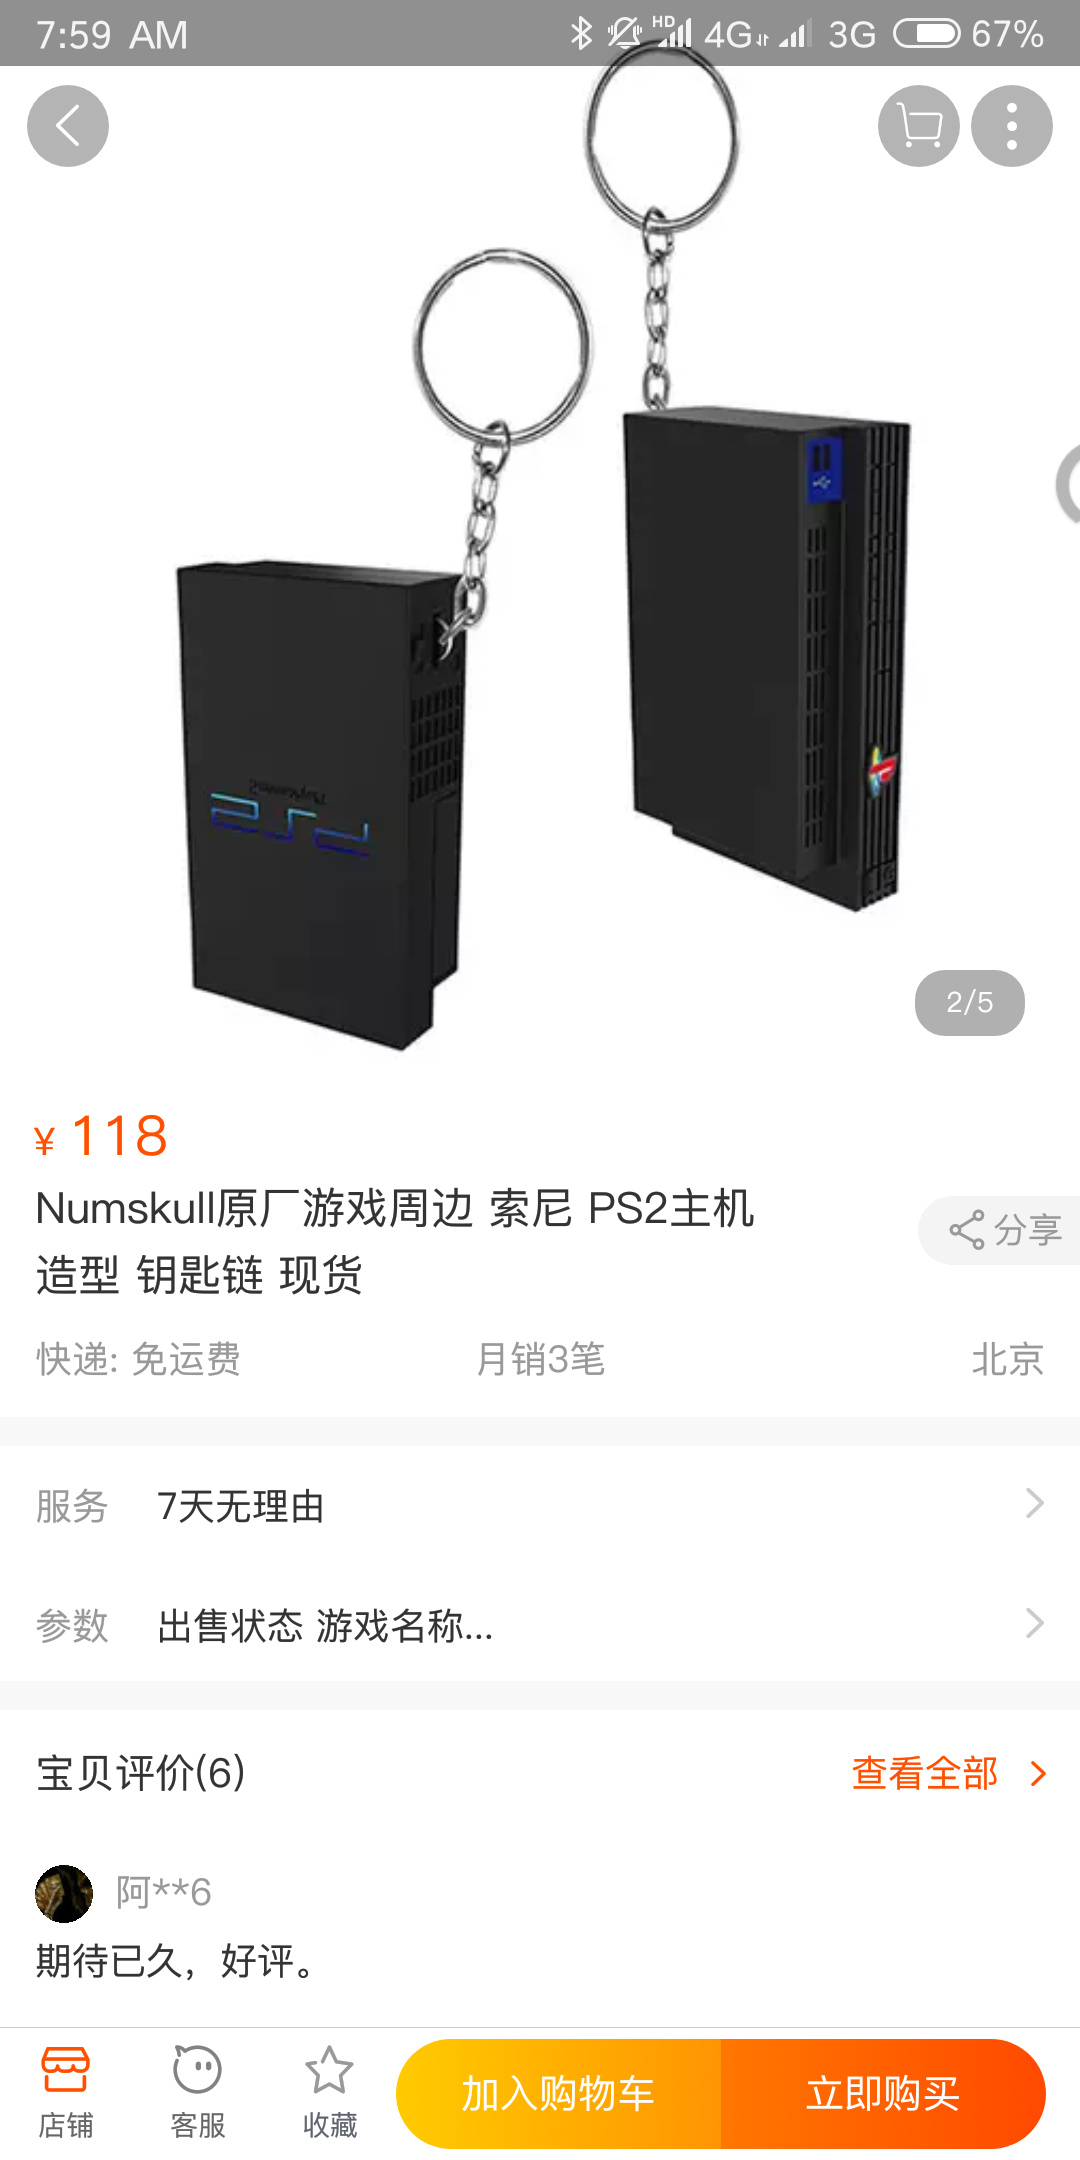 7:59 AM
HD 4G 3G 67%
PlayStation 2
PS2
2/5
¥ 118
Numskull原厂游戏周边 索尼 PS2主机
造型 钥匙链 现货
分享
快递: 免运费 月销3笔 北京
服务 7天无理由
参数 出售状态 游戏名称...
宝贝评价(6) 查看全部
阿**6
期待已久，好评。
店铺 客服 收藏 加入购物车 立即购买